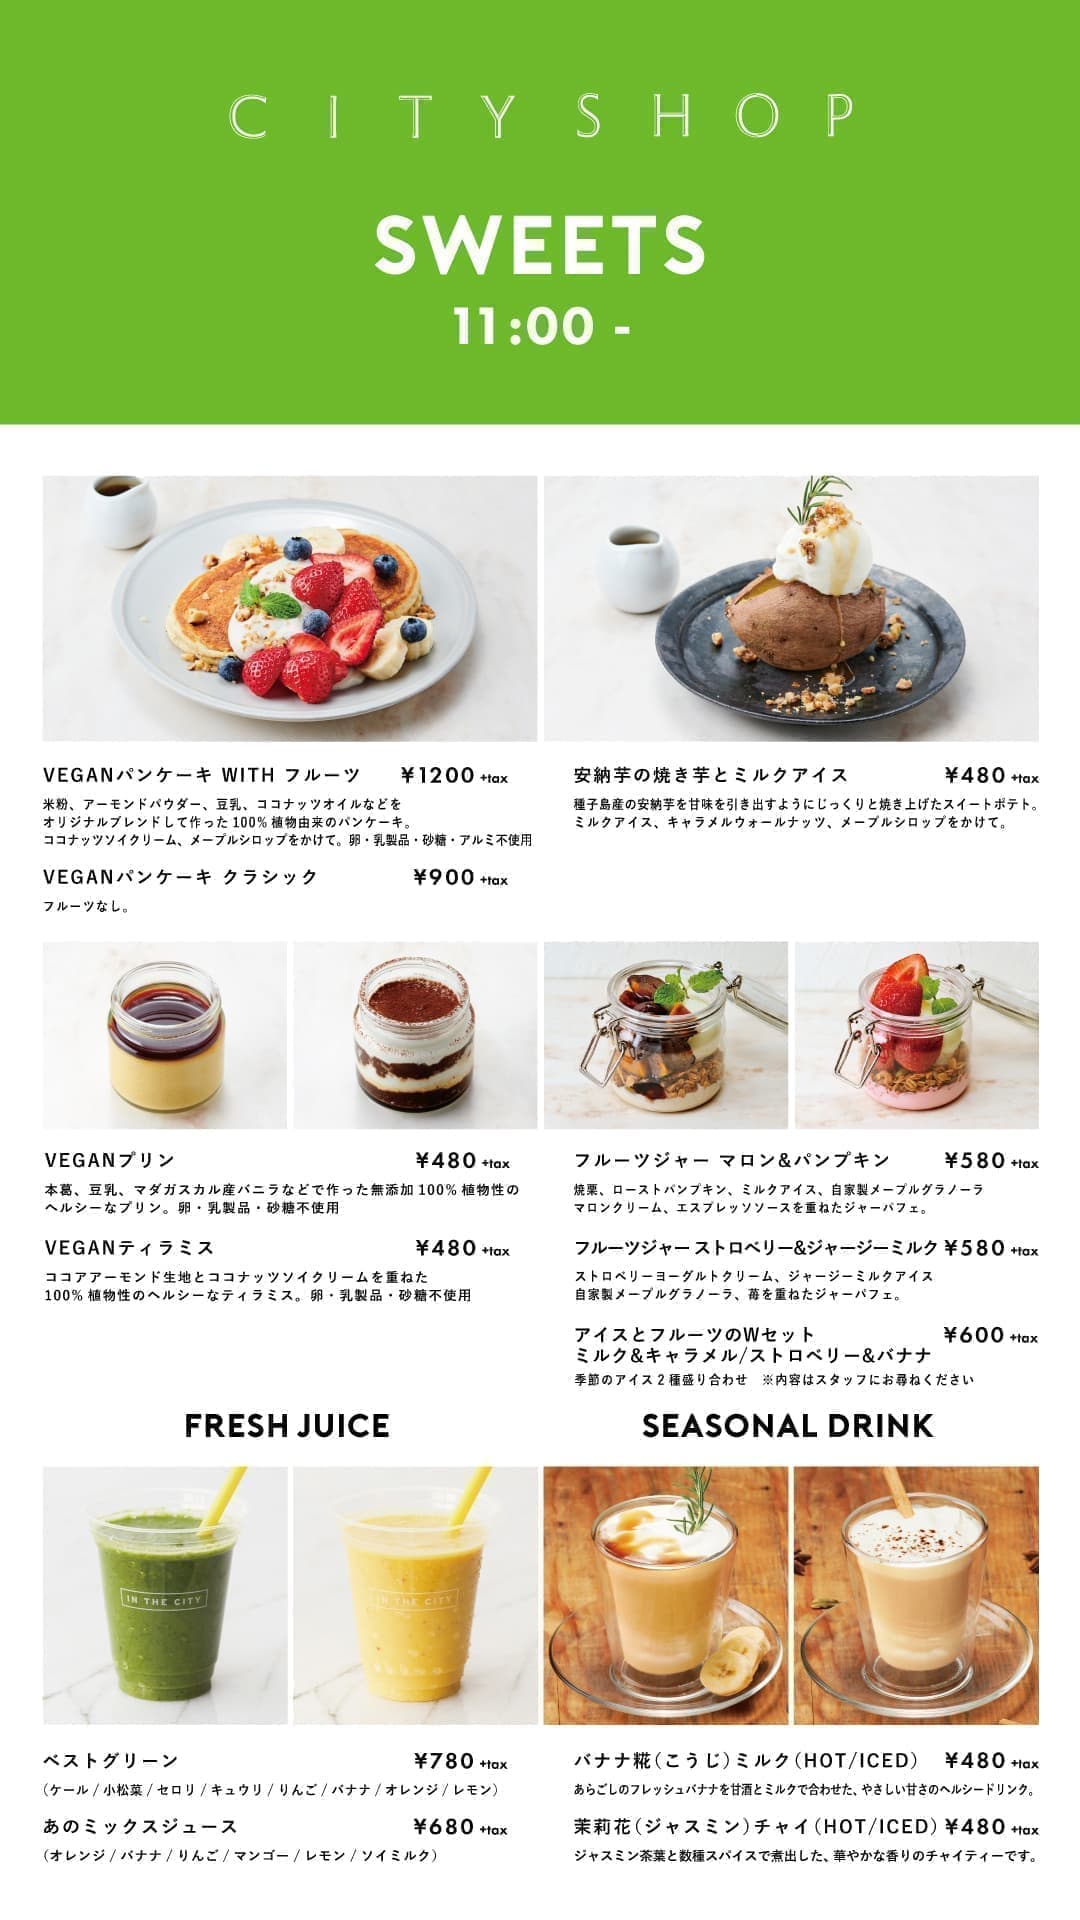 CITYSHOP
SWEETS
11:00 -
VEGANパンケーキ WITH フルーツ ¥1200 +tax
米粉、アーモンドパウダー、豆乳、ココナッツオイルなどを
オリジナルブレンドして作った 100% 植物由来のパンケーキ。
ココナッツソイクリーム、メープルシロップをかけて。卵・乳製品・砂糖・アルミ不使用
VEGANパンケーキ クラシック ¥900 +tax
フルーツなし。
安納芋の焼き芋とミルクアイス ¥480 +tax
種子島産の安納芋を甘味を引き出すようにじっくりと焼き上げたスイートポテト。
ミルクアイス、キャラメルウォールナッツ、メープルシロップをかけて。
VEGANプリン ¥480 +tax
本葛、豆乳、マダガスカル産バニラなどで作った無添加 100% 植物性の
ヘルシーなプリン。卵・乳製品・砂糖不使用
VEGANティラミス ¥480 +tax
ココアアーモンド生地とココナッツソイクリームを重ねた
100% 植物性のヘルシーなティラミス。卵・乳製品・砂糖不使用
フルーツジャー マロン&パンプキン ¥580 +tax
焼栗、ローストパンプキン、ミルクアイス、自家製メープルグラノーラ
マロンクリーム、エスプレッソソースを重ねたジャーパフェ。
フルーツジャー ストロベリー&ジャージーミルク ¥580 +tax
ストロベリーヨーグルトクリーム、ジャージーミルクアイス
自家製メープルグラノーラ、苺を重ねたジャーパフェ。
アイスとフルーツのWセット ¥600 +tax
ミルク&キャラメル/ストロベリー&バナナ
季節のアイス 2 種盛り合わせ　※内容はスタッフにお尋ねください
FRESH JUICE
IN THE CITY
IN THE CITY
ベストグリーン ¥780 +tax
(ケール / 小松菜 / セロリ / キュウリ / りんご / バナナ / オレンジ / レモン)
あのミックスジュース ¥680 +tax
(オレンジ / バナナ / りんご / マンゴー / レモン / ソイミルク)
SEASONAL DRINK
バナナ糀(こうじ)ミルク(HOT/ICED) ¥480 +tax
あらごしのフレッシュバナナを甘酒とミルクで合わせた、やさしい甘さのヘルシードリンク。
茉莉花(ジャスミン)チャイ(HOT/ICED) ¥480 +tax
ジャスミン茶葉と数種スパイスで煮出した、華やかな香りのチャイティーです。